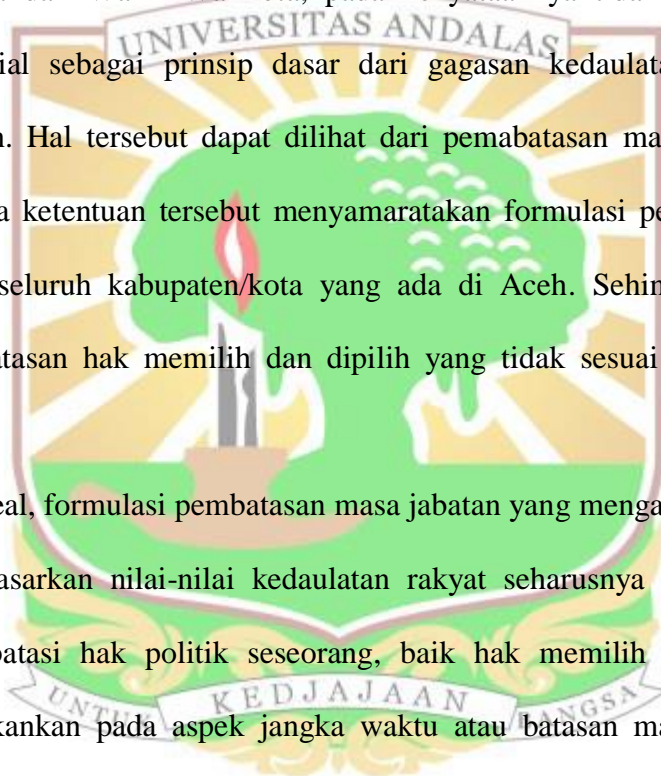 UNIVERSITAS ANDALAS
ial sebagai prinsip dasar dari gagasan kedaulata
n. Hal tersebut dapat dilihat dari pemabatasan ma
a ketentuan tersebut menyamaratakan formulasi pe
seluruh kabupaten/kota yang ada di Aceh. Sehin
atasan hak memilih dan dipilih yang tidak sesuai
eal, formulasi pembatasan masa jabatan yang menga
asarkan nilai-nilai kedaulatan rakyat seharusnya
batasi hak politik seseorang, baik hak memilih
UNTUK KEDJAJAAN BANGSA
kankan pada aspek jangka waktu atau batasan ma